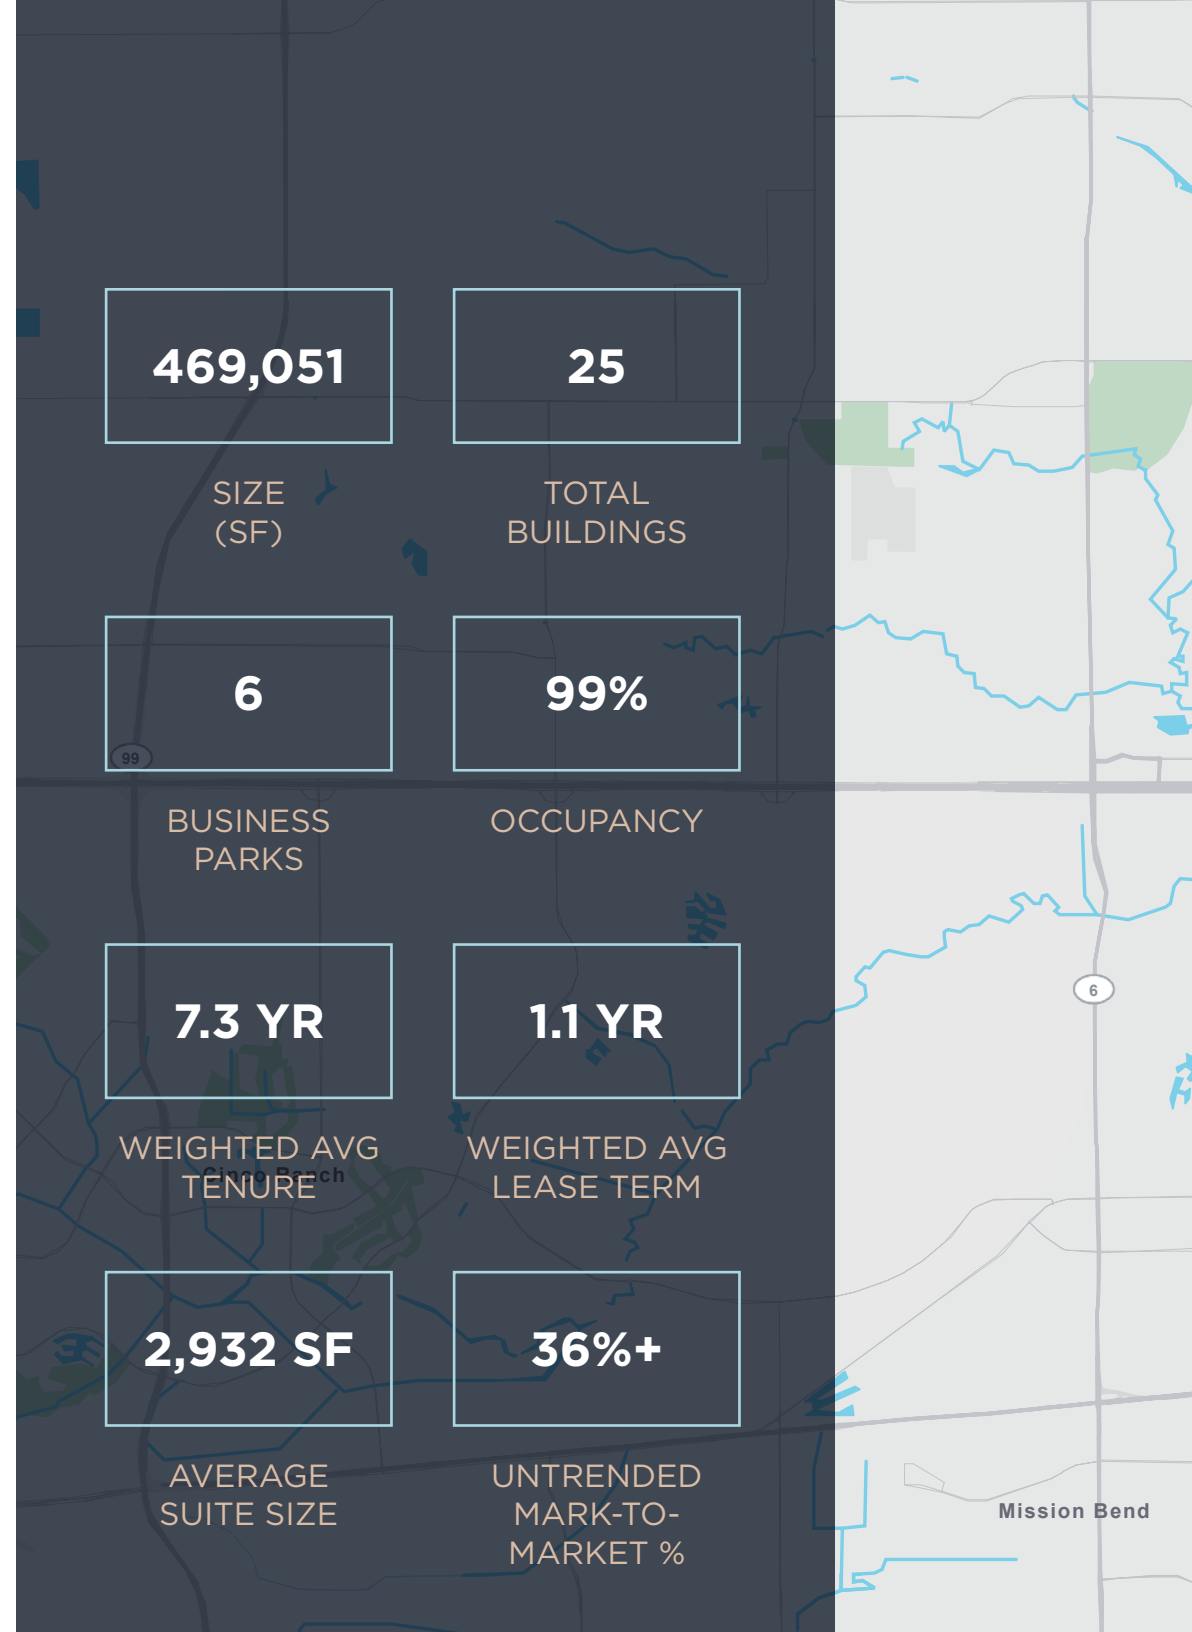 469,051
SIZE
(SF)
25
TOTAL
BUILDINGS
6
BUSINESS
PARKS
99%
OCCUPANCY
99
7.3 YR
WEIGHTED AVG
TENURE
1.1 YR
WEIGHTED AVG
LEASE TERM
6
Cinco Ranch
2,932 SF
AVERAGE
SUITE SIZE
36%+
UNTRENDED
MARK-TO-
MARKET %
Mission Bend